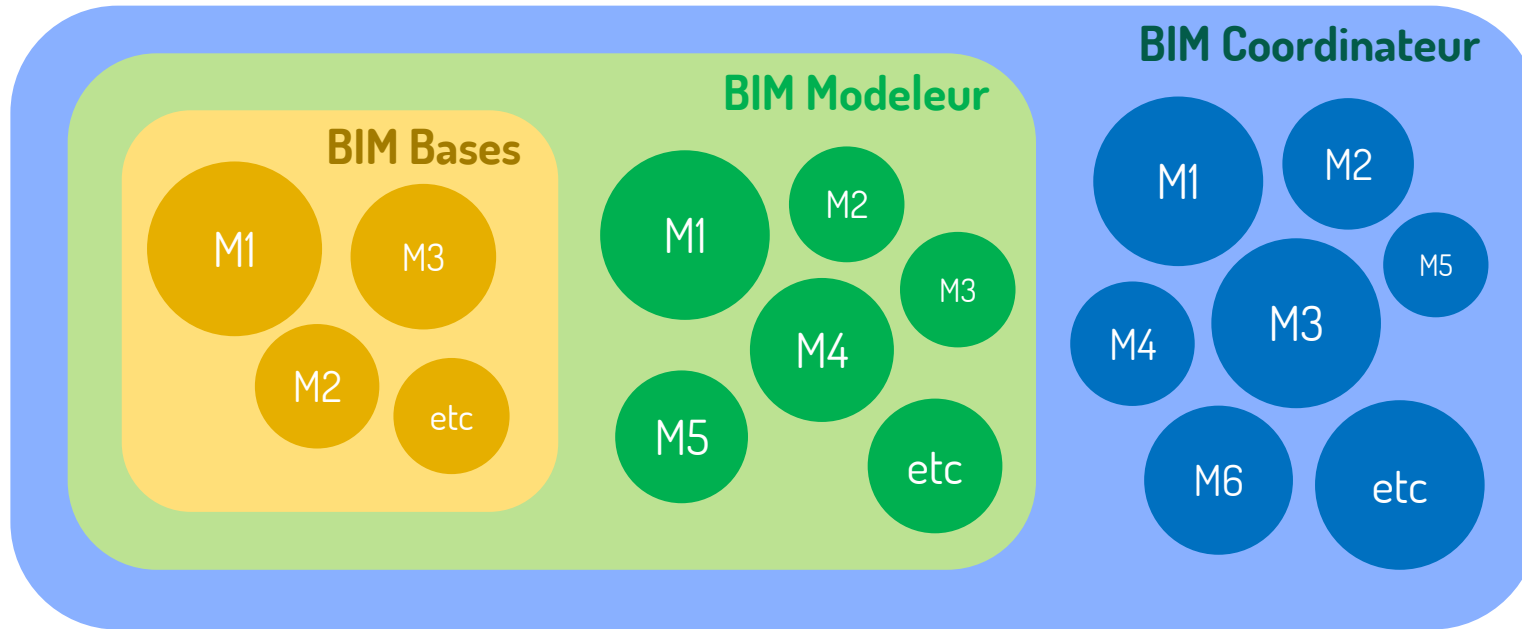 BIM Coordinateur
BIM Modeleur
BIM Bases
M1
M3
M2
etc
M1
M2
M3
M4
M5
etc
M1
M2
M5
M3
M4
M6
etc